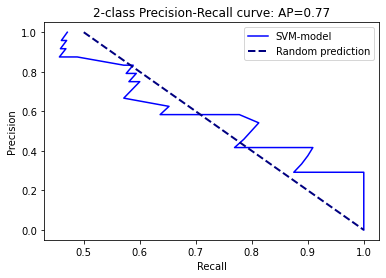 2-class Precision-Recall curve: AP=0.77
SVM-model
Random prediction
Precision
1.0
0.8
0.6
0.4
0.2
0.0
0.5 0.6 0.7 0.8 0.9 1.0
Recall